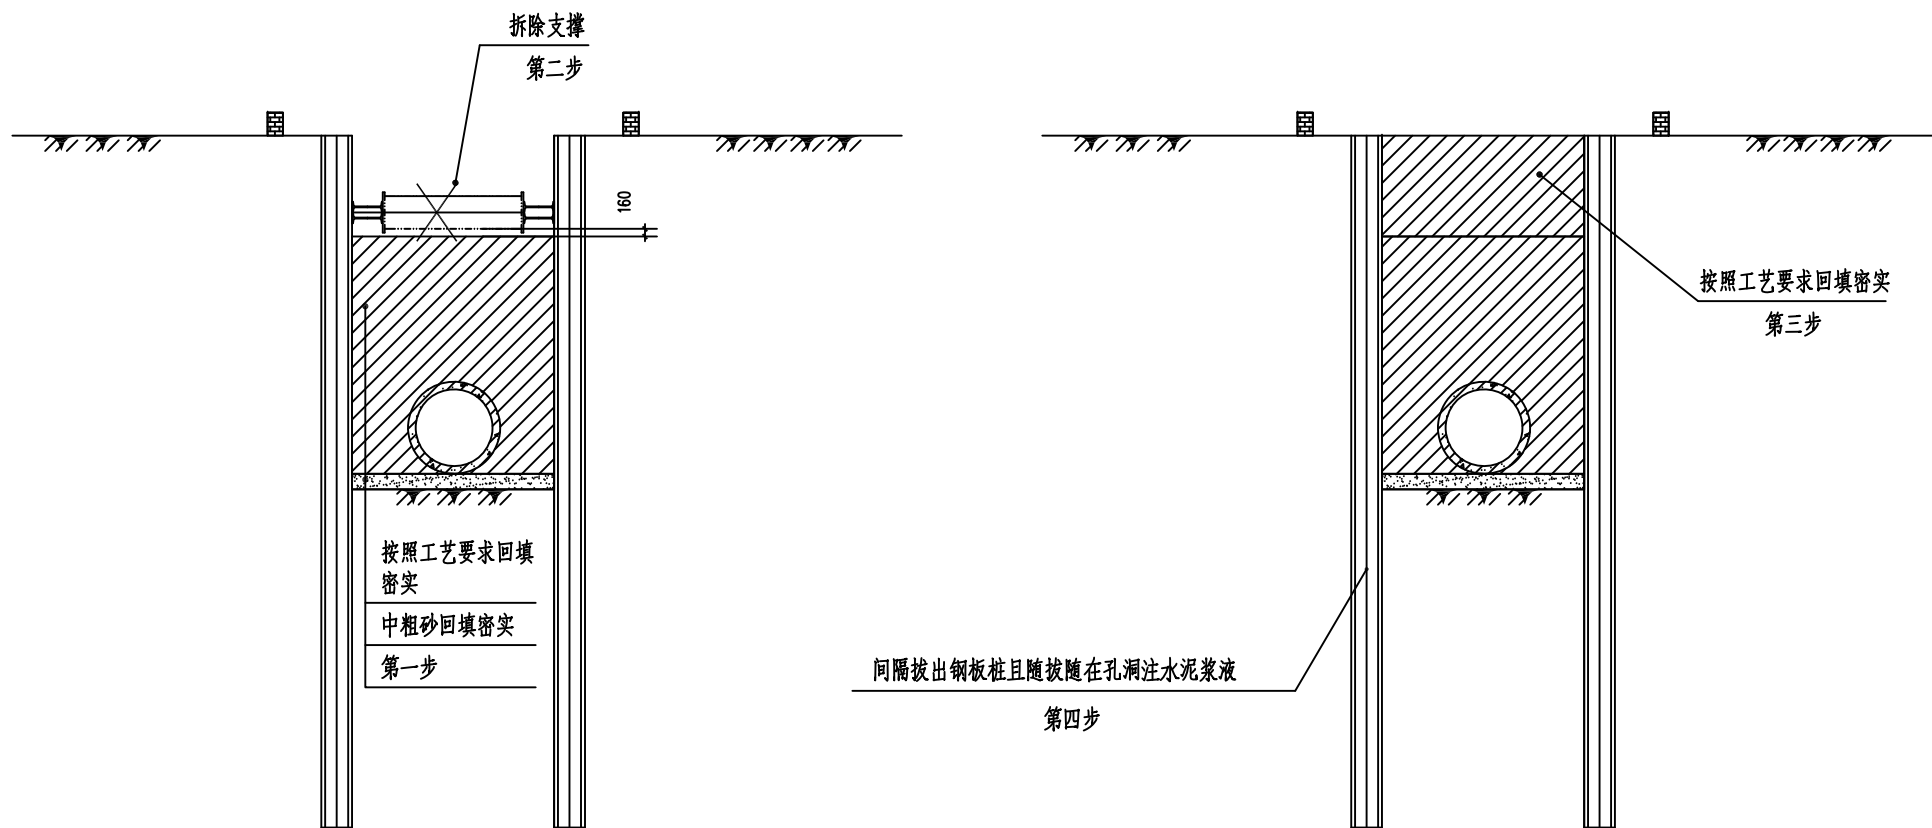 拆除支撑
第二步
160
按照工艺要求回填
密实
中粗砂回填密实
第一步
按照工艺要求回填密实
第三步
间隔拔出钢板桩且随拔随在孔洞注水泥浆液
第四步